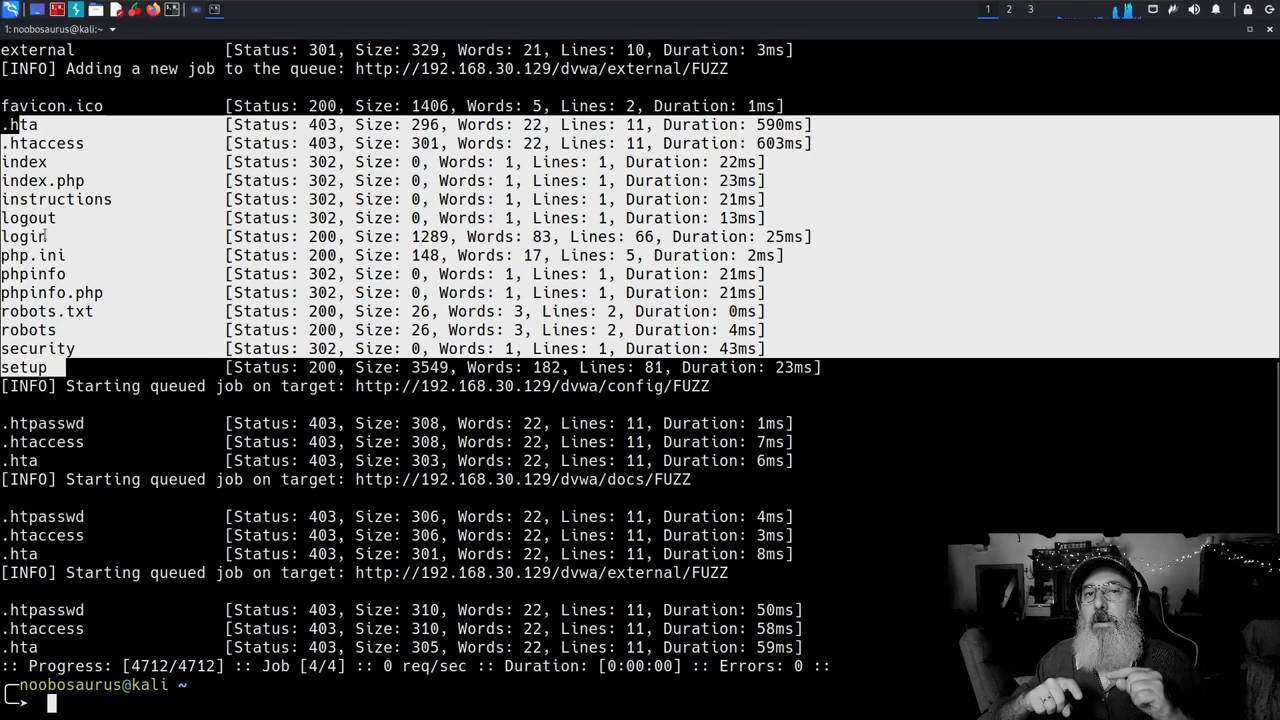 1 2 3
1: noobosaurus@kali:~
external [Status: 301, Size: 329, Words: 21, Lines: 10, Duration: 3ms]
[INFO] Adding a new job to the queue: http://192.168.30.129/dvwa/external/FUZZ
favicon.ico [Status: 200, Size: 1406, Words: 5, Lines: 2, Duration: 1ms]
.hta [Status: 403, Size: 296, Words: 22, Lines: 11, Duration: 590ms]
.htaccess [Status: 403, Size: 301, Words: 22, Lines: 11, Duration: 603ms]
index [Status: 302, Size: 0, Words: 1, Lines: 1, Duration: 22ms]
index.php [Status: 302, Size: 0, Words: 1, Lines: 1, Duration: 23ms]
instructions [Status: 302, Size: 0, Words: 1, Lines: 1, Duration: 21ms]
logout [Status: 302, Size: 0, Words: 1, Lines: 1, Duration: 13ms]
login [Status: 200, Size: 1289, Words: 83, Lines: 66, Duration: 25ms]
php.ini [Status: 200, Size: 148, Words: 17, Lines: 5, Duration: 2ms]
phpinfo [Status: 302, Size: 0, Words: 1, Lines: 1, Duration: 21ms]
phpinfo.php [Status: 302, Size: 0, Words: 1, Lines: 1, Duration: 21ms]
robots.txt [Status: 200, Size: 26, Words: 3, Lines: 2, Duration: 0ms]
robots [Status: 200, Size: 26, Words: 3, Lines: 2, Duration: 4ms]
security [Status: 302, Size: 0, Words: 1, Lines: 1, Duration: 43ms]
setup [Status: 200, Size: 3549, Words: 182, Lines: 81, Duration: 23ms]
[INFO] Starting queued job on target: http://192.168.30.129/dvwa/config/FUZZ
.htpasswd [Status: 403, Size: 308, Words: 22, Lines: 11, Duration: 1ms]
.htaccess [Status: 403, Size: 308, Words: 22, Lines: 11, Duration: 7ms]
.hta [Status: 403, Size: 303, Words: 22, Lines: 11, Duration: 6ms]
[INFO] Starting queued job on target: http://192.168.30.129/dvwa/docs/FUZZ
.htpasswd [Status: 403, Size: 306, Words: 22, Lines: 11, Duration: 4ms]
.htaccess [Status: 403, Size: 306, Words: 22, Lines: 11, Duration: 3ms]
.hta [Status: 403, Size: 301, Words: 22, Lines: 11, Duration: 8ms]
[INFO] Starting queued job on target: http://192.168.30.129/dvwa/external/FUZZ
.htpasswd [Status: 403, Size: 310, Words: 22, Lines: 11, Duration: 50ms]
.htaccess [Status: 403, Size: 310, Words: 22, Lines: 11, Duration: 58ms]
.hta [Status: 403, Size: 305, Words: 22, Lines: 11, Duration: 59ms]
:: Progress: [4712/4712] :: Job [4/4] :: 0 req/sec :: Duration: [0:00:00] :: Errors: 0 ::
noobosaurus@kali ~